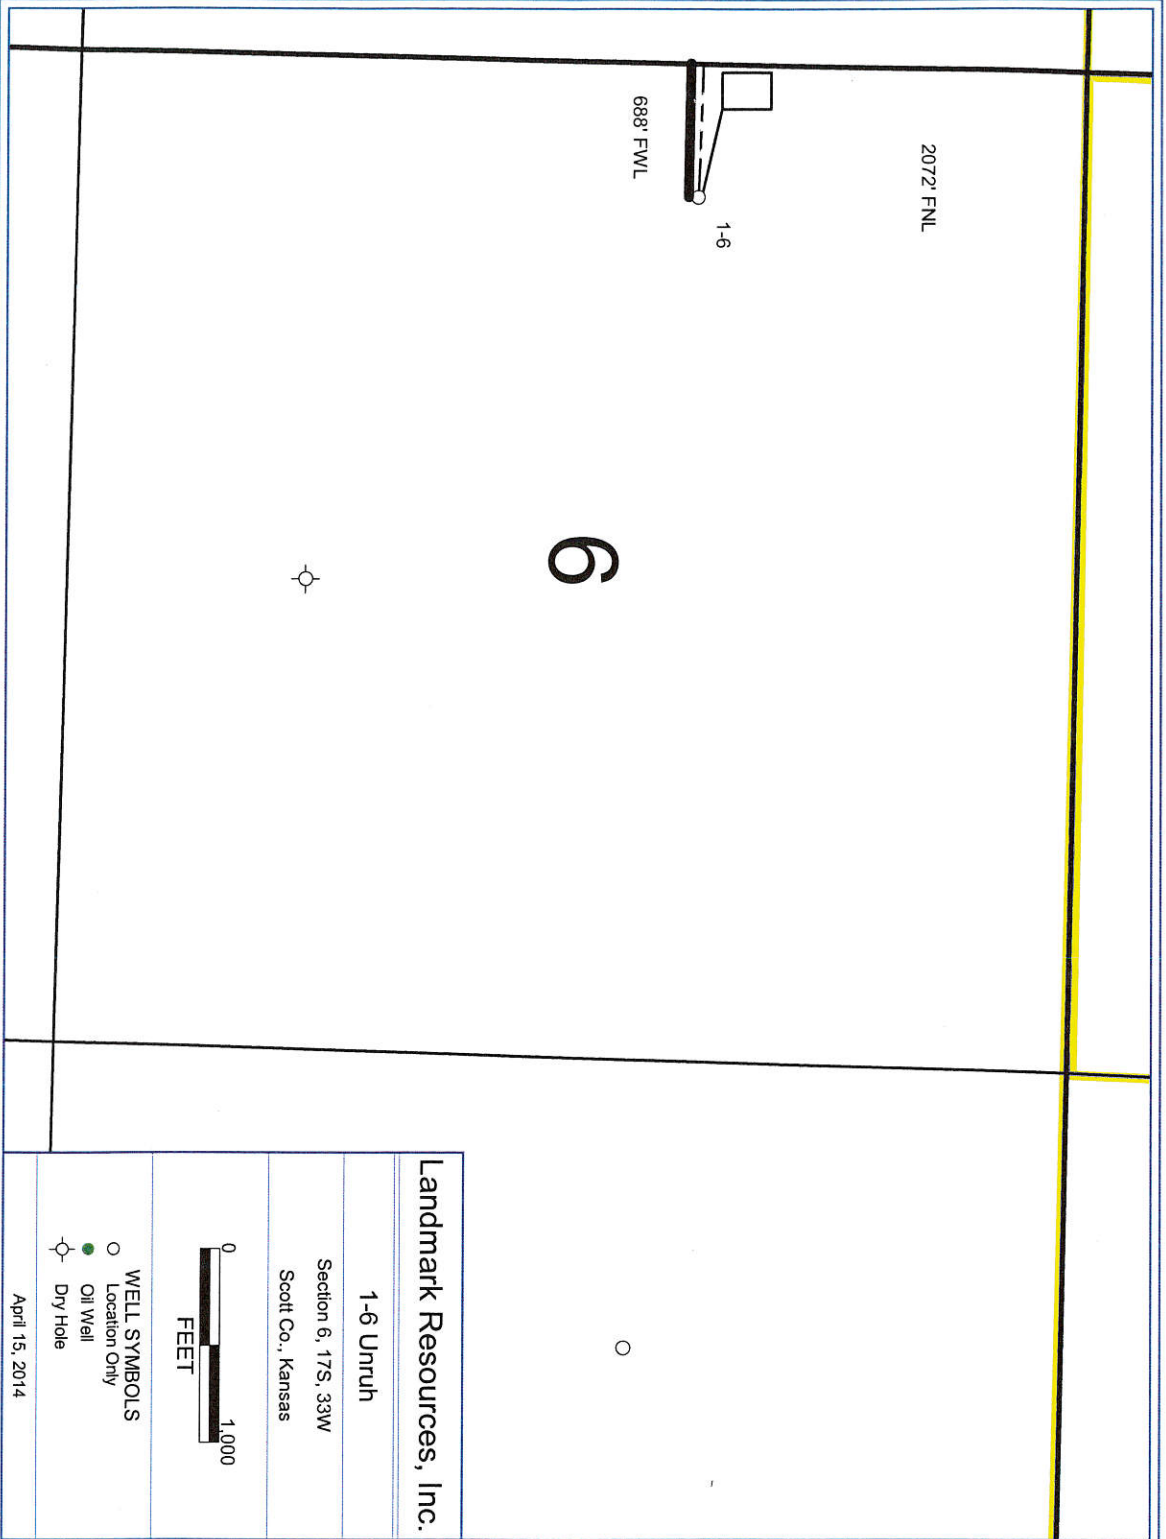 2072' FNL
1-6
688' FWL
6
Landmark Resources, Inc.
1-6 Unruh
Section 6, 17S, 33W
Scott Co., Kansas
0 1,000
FEET
WELL SYMBOLS
Location Only
Oil Well
Dry Hole
April 15, 2014